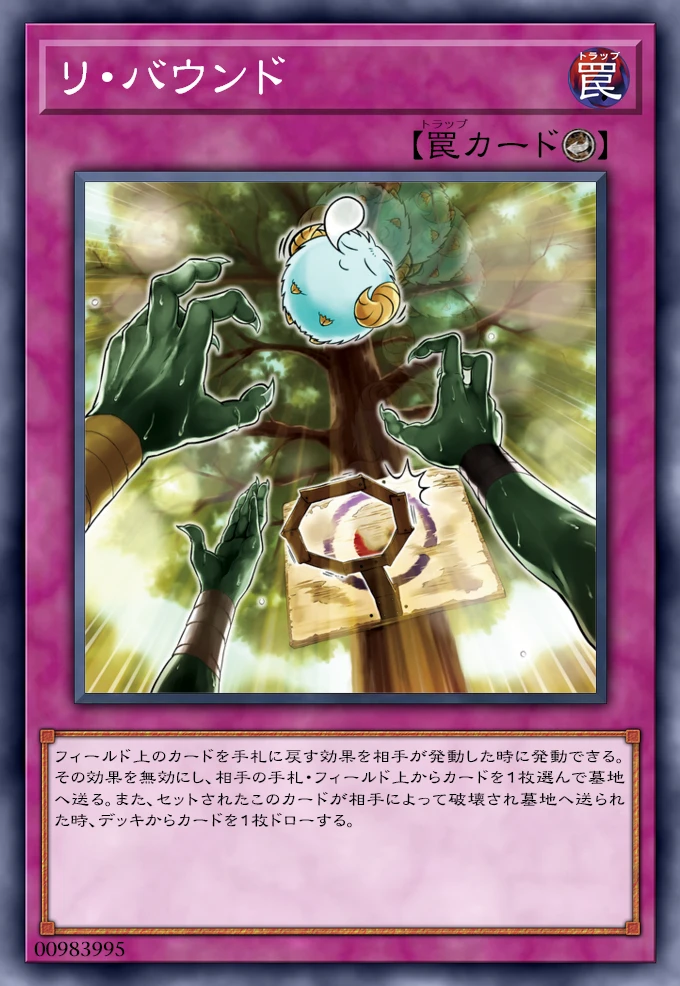 リ・バウンド
トラップ
罠
トラップ
【罠カード】
フィールド上のカードを手札に戻す効果を相手が発動した時に発動できる。
その効果を無効にし、相手の手札・フィールド上からカードを1枚選んで墓地
へ送る。また、セットされたこのカードが相手によって破壊され墓地へ送られ
た時、デッキからカードを1枚ドローする。
00983995